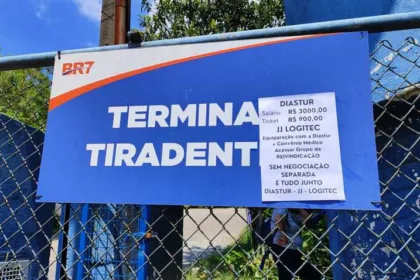 BR7
TERMINA
TIRADENT
DIASTUR
Salário R$ 3000,00
Ticket R$ 900,00
JJ LOGITEC
Equiparação com a Diastur
+ Convênio Médico
Acessar Grupo de
REIVINDICAÇÃO
SEM NEGOCIAÇÃO
SEPARADA
É TUDO JUNTO
DIASTUR - JJ - LOGITEC